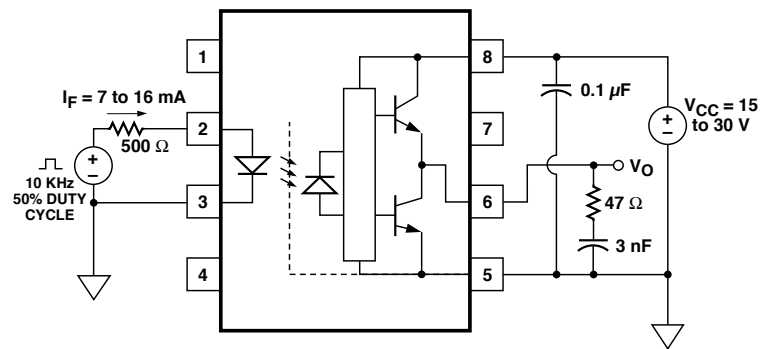 1
8
I_F = 7 to 16 mA
0.1 µF
V_CC = 15
to 30 V
2
7
500 Ω
V_O
10 KHz
50% DUTY
CYCLE
3
6
47 Ω
3 nF
4
5